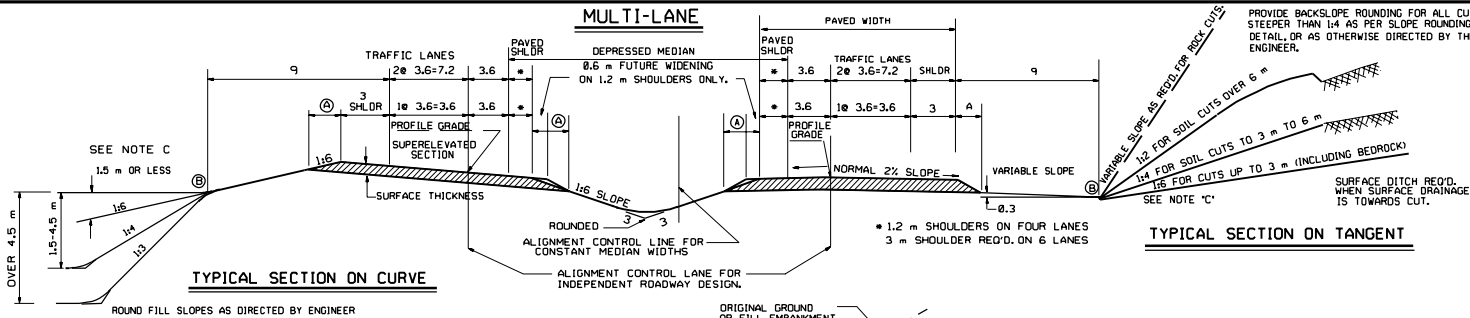 MULTI-LANE
PAVED WIDTH
PROVIDE BACKSLOPE ROUNDING FOR ALL
STEEPER THAN 1:4 AS PER SLOPE ROUNDING
DETAIL, OR AS OTHERWISE DIRECTED BY
ENGINEER.
PAVED
SHLDR
DEPRESSED MEDIAN
0.6 m FUTURE WIDENING
ON 1.2 m SHOULDERS ONLY.
PAVED
SHLDR
TRAFFIC LANES
TRAFFIC LANES
9
2@ 3.6=7.2
3.6
*
*
3.6
2@ 3.6=7.2
SHLDR
9
A
3
SHLDR
1@ 3.6=3.6
3.6
*
A
A
*
3.6
1@ 3.6=3.6
3
A
PROFILE GRADE
SUPERELEVATED
SECTION
PROFILE
GRADE
SEE NOTE C
1.5 m OR LESS
B
1:6
SURFACE THICKNESS
1:6 SLOPE
NORMAL 2% SLOPE
VARIABLE SLOPE
B
0.3
VARIABLE SLOPE AS REQ'D. FOR ROCK CUTS.
1:2 FOR SOIL CUTS OVER 6 m
1:4 FOR SOIL CUTS TO 3 m TO 6 m
1:6 FOR CUTS UP TO 3 m (INCLUDING BEDROCK)
SEE NOTE "C"
SURFACE DITCH REQ'D.
WHEN SURFACE DRAINAGE
IS TOWARDS CUT.
OVER 4.5 m
1.5-4.5 m
1:6
1:4
1:3
ROUNDED
3
3
* 1.2 m SHOULDERS ON FOUR LANES
3 m SHOULDER REQ'D. ON 6 LANES
ALIGNMENT CONTROL LINE FOR
CONSTANT MEDIAN WIDTHS
TYPICAL SECTION ON TANGENT
TYPICAL SECTION ON CURVE
ALIGNMENT CONTROL LANE FOR
INDEPENDENT ROADWAY DESIGN.
ROUND FILL SLOPES AS DIRECTED BY ENGINEER
ORIGINAL GROUND
OR FILL EMBANKMENT